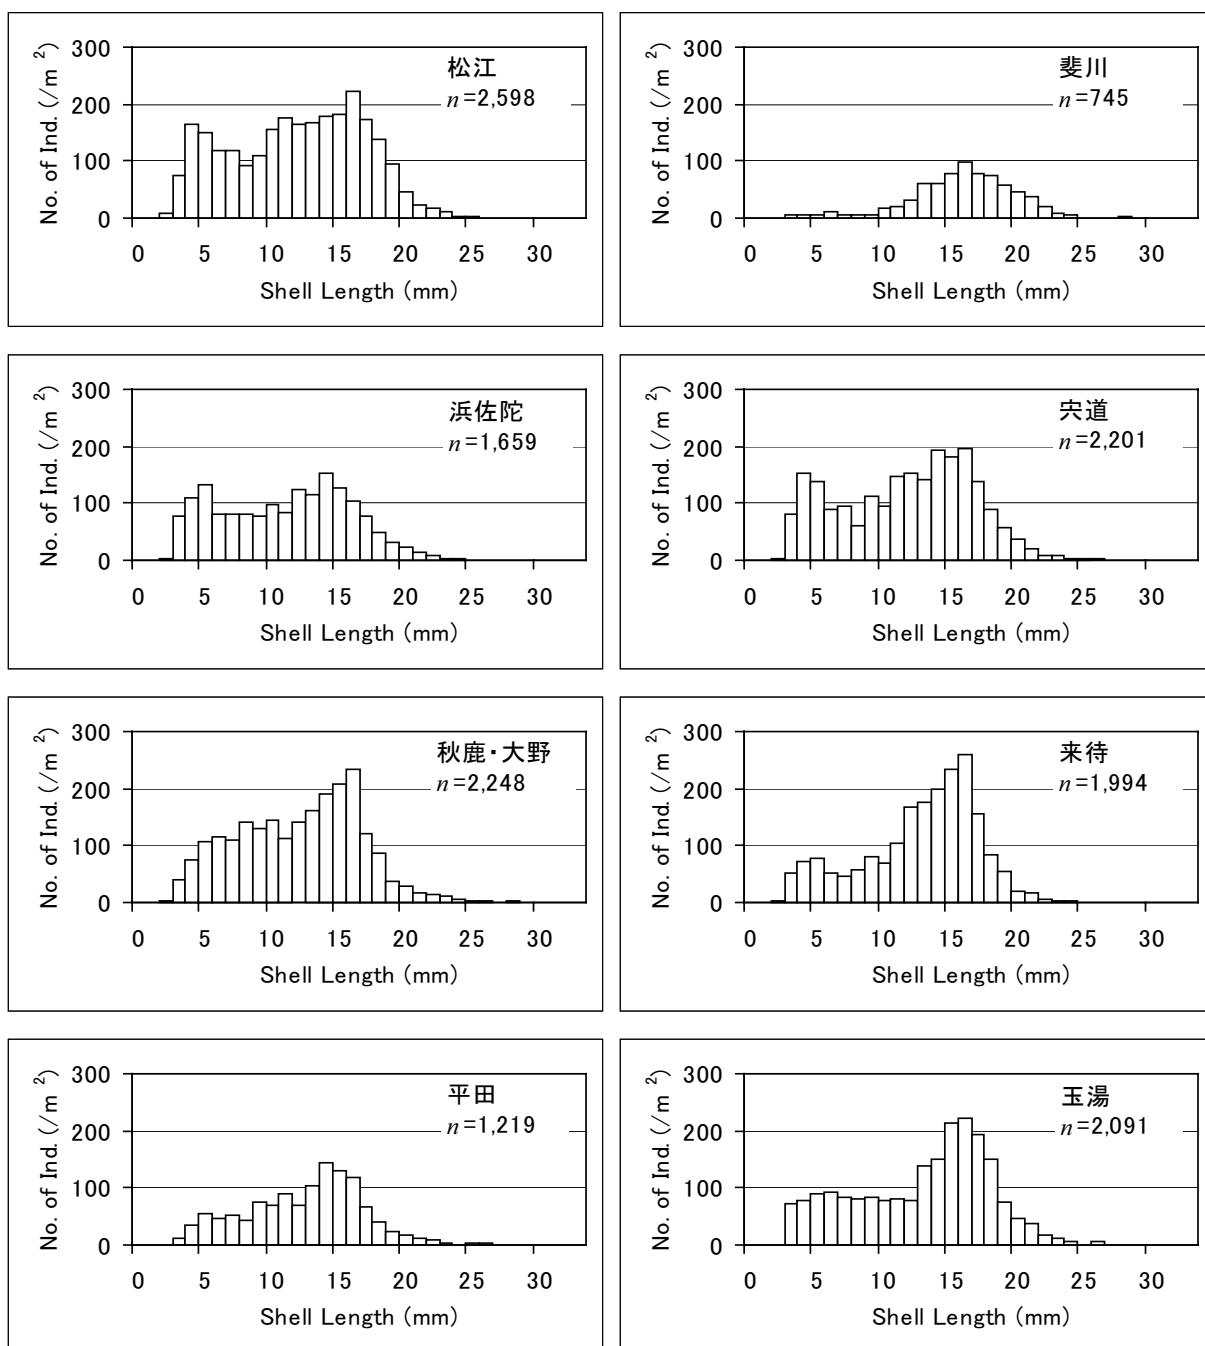 300
200
100
0
No. of Ind. (/m²)
松江
n=2,598
0 5 10 15 20 25 30
Shell Length (mm)
300
200
100
0
No. of Ind. (/m²)
斐川
n=745
0 5 10 15 20 25 30
Shell Length (mm)
300
200
100
0
No. of Ind. (/m²)
浜佐陀
n=1,659
0 5 10 15 20 25 30
Shell Length (mm)
300
200
100
0
No. of Ind. (/m²)
宍道
n=2,201
0 5 10 15 20 25 30
Shell Length (mm)
300
200
100
0
No. of Ind. (/m²)
秋鹿・大野
n=2,248
0 5 10 15 20 25 30
Shell Length (mm)
300
200
100
0
No. of Ind. (/m²)
来待
n=1,994
0 5 10 15 20 25 30
Shell Length (mm)
300
200
100
0
No. of Ind. (/m²)
平田
n=1,219
0 5 10 15 20 25 30
Shell Length (mm)
300
200
100
0
No. of Ind. (/m²)
玉湯
n=2,091
0 5 10 15 20 25 30
Shell Length (mm)